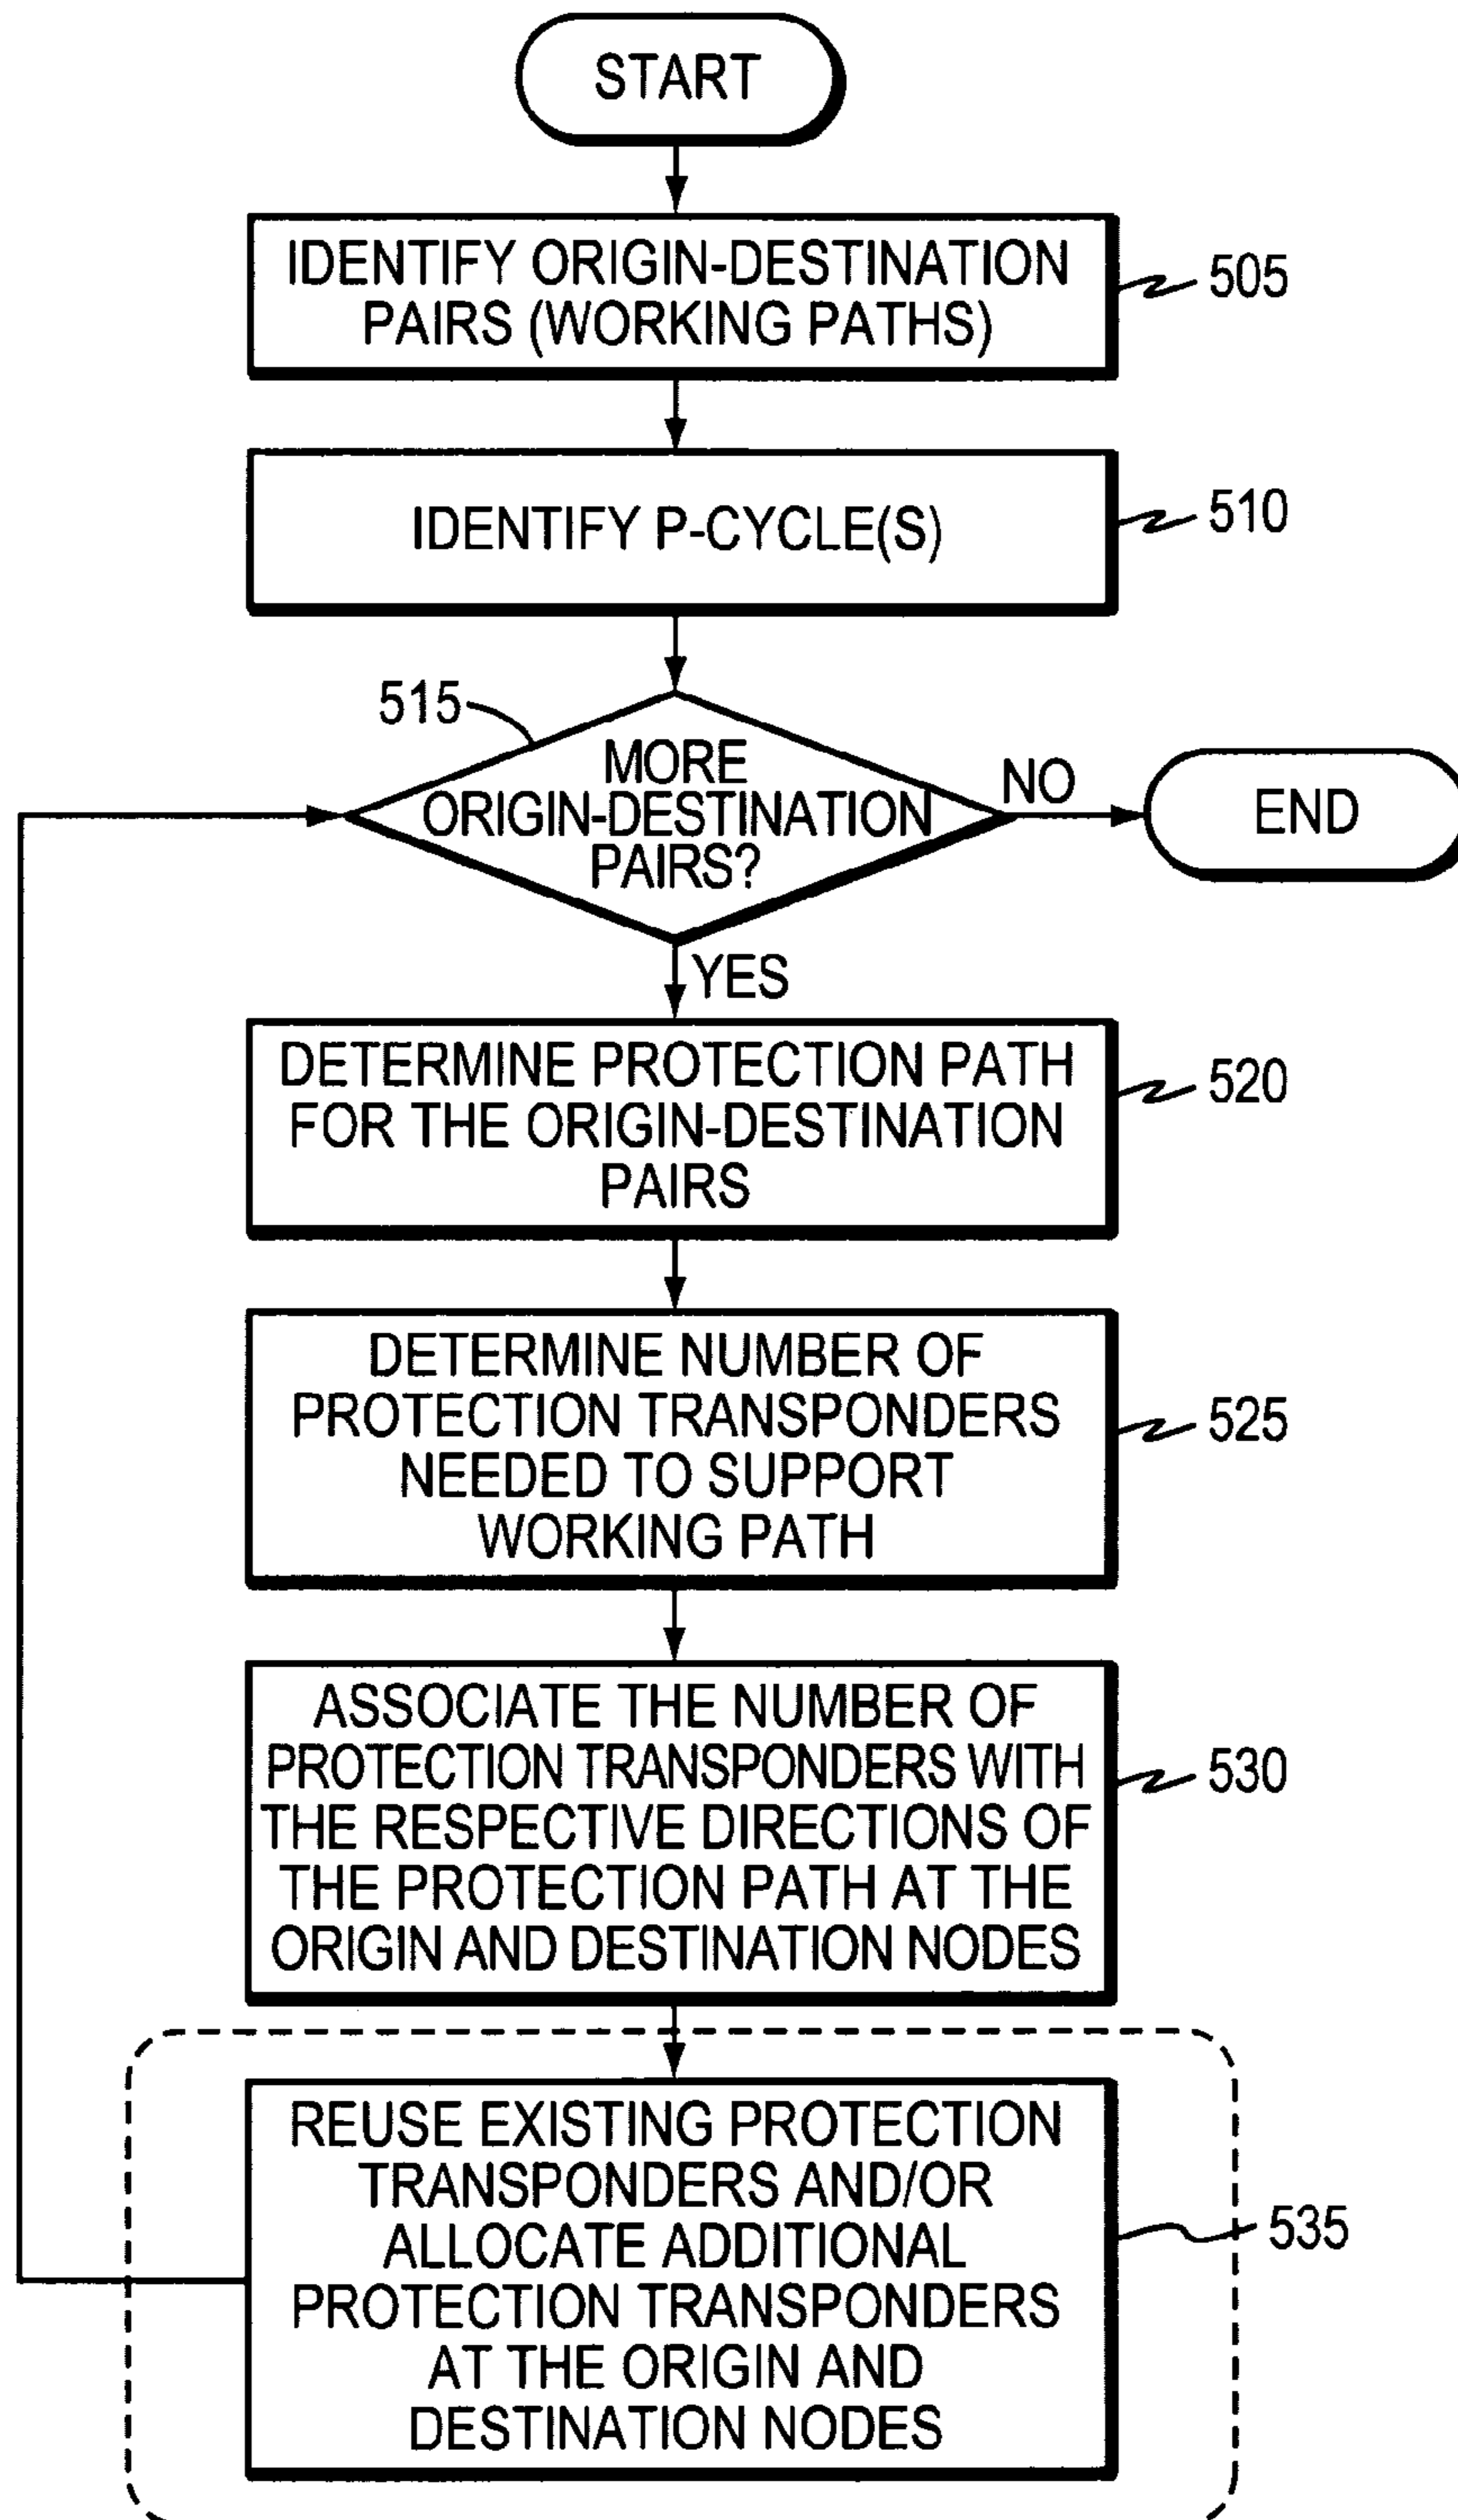 START
IDENTIFY ORIGIN-DESTINATION
PAIRS (WORKING PATHS)
505
IDENTIFY P-CYCLE(S)
510
515
MORE
ORIGIN-DESTINATION
PAIRS?
NO
END
YES
DETERMINE PROTECTION PATH
FOR THE ORIGIN-DESTINATION
PAIRS
520
DETERMINE NUMBER OF
PROTECTION TRANSPONDERS
NEEDED TO SUPPORT
WORKING PATH
525
ASSOCIATE THE NUMBER OF
PROTECTION TRANSPONDERS WITH
THE RESPECTIVE DIRECTIONS OF
THE PROTECTION PATH AT THE
ORIGIN AND DESTINATION NODES
530
REUSE EXISTING PROTECTION
TRANSPONDERS AND/OR
ALLOCATE ADDITIONAL
PROTECTION TRANSPONDERS
AT THE ORIGIN AND
DESTINATION NODES
535